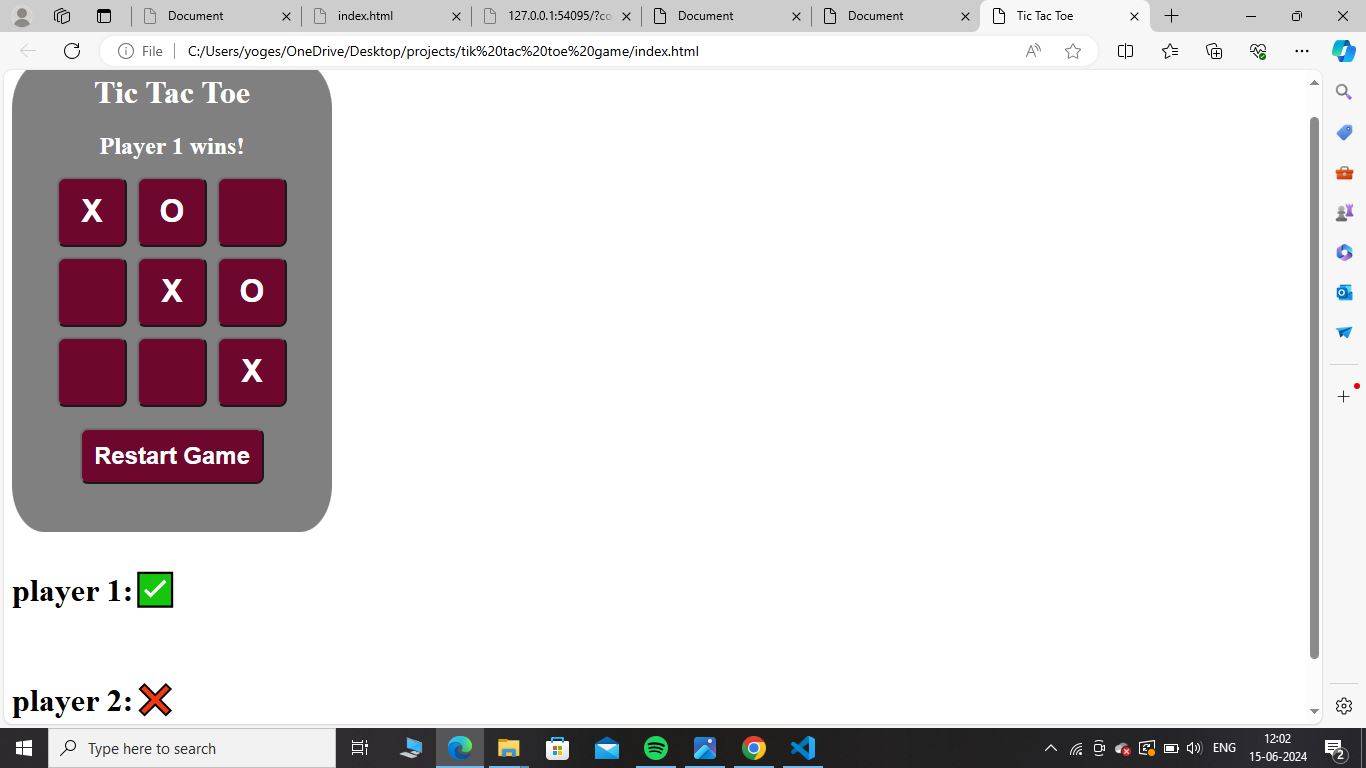 Document
index.html
127.0.0.1:54095/?co
Document
Document
Tic Tac Toe
File
C:/Users/yoges/OneDrive/Desktop/projects/tik%20tac%20toe%20game/index.html
Tic Tac Toe
Player 1 wins!
X O
X O
X
Restart Game
player 1:
player 2:
Type here to search
ENG
12:02
15-06-2024
2